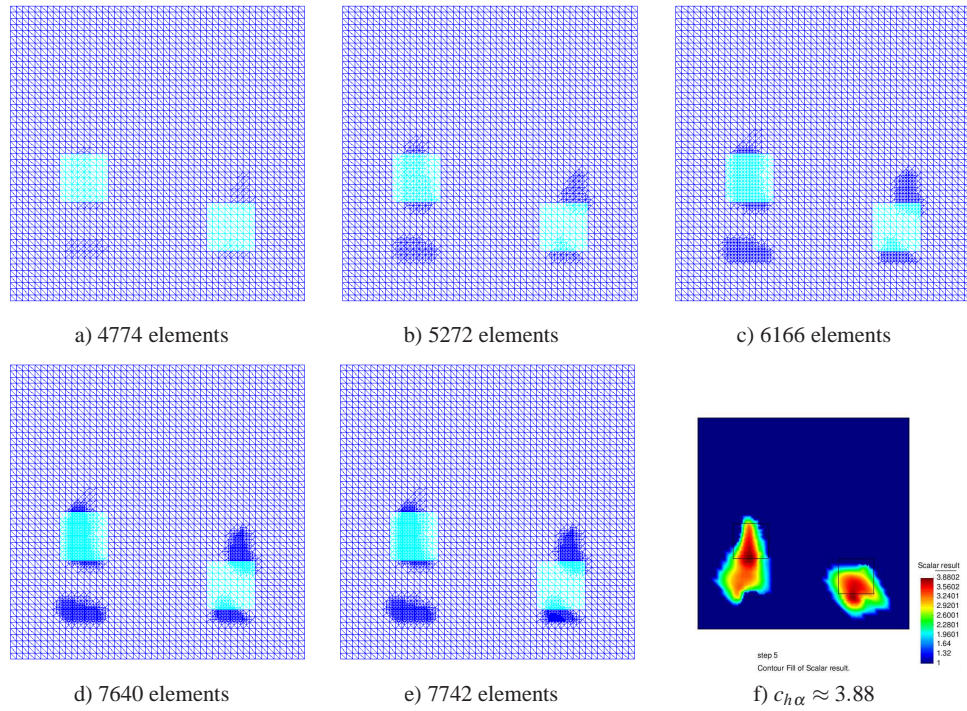 a) 4774 elements
b) 5272 elements
c) 6166 elements
d) 7640 elements
e) 7742 elements
Scalar result
3.8802
3.5602
3.2401
2.9201
2.6001
2.2801
1.9601
1.64
1.32
1
step 5
Contour Fill of Scalar result.
f) c_{hα} ≈ 3.88